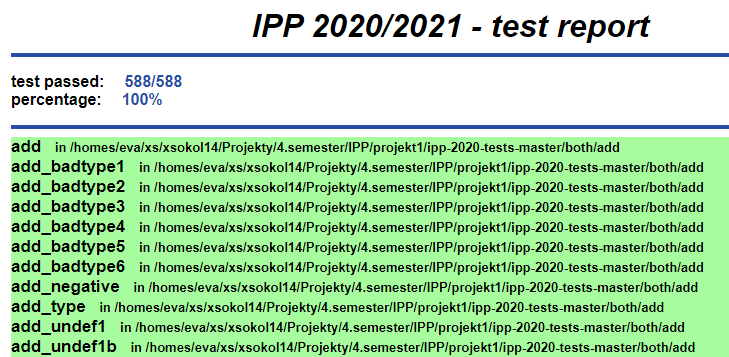 IPP 2020/2021 - test report
test passed: 588/588
percentage: 100%
add in /homes/eva/xs/xsokol14/Projekty/4.semester/IPP/projekt1/ipp-2020-tests-master/both/add
add_badtype1 in /homes/eva/xs/xsokol14/Projekty/4.semester/IPP/projekt1/ipp-2020-tests-master/both/add
add_badtype2 in /homes/eva/xs/xsokol14/Projekty/4.semester/IPP/projekt1/ipp-2020-tests-master/both/add
add_badtype3 in /homes/eva/xs/xsokol14/Projekty/4.semester/IPP/projekt1/ipp-2020-tests-master/both/add
add_badtype4 in /homes/eva/xs/xsokol14/Projekty/4.semester/IPP/projekt1/ipp-2020-tests-master/both/add
add_badtype5 in /homes/eva/xs/xsokol14/Projekty/4.semester/IPP/projekt1/ipp-2020-tests-master/both/add
add_badtype6 in /homes/eva/xs/xsokol14/Projekty/4.semester/IPP/projekt1/ipp-2020-tests-master/both/add
add_negative in /homes/eva/xs/xsokol14/Projekty/4.semester/IPP/projekt1/ipp-2020-tests-master/both/add
add_type in /homes/eva/xs/xsokol14/Projekty/4.semester/IPP/projekt1/ipp-2020-tests-master/both/add
add_undef1 in /homes/eva/xs/xsokol14/Projekty/4.semester/IPP/projekt1/ipp-2020-tests-master/both/add
add_undef1b in /homes/eva/xs/xsokol14/Projekty/4.semester/IPP/projekt1/ipp-2020-tests-master/both/add